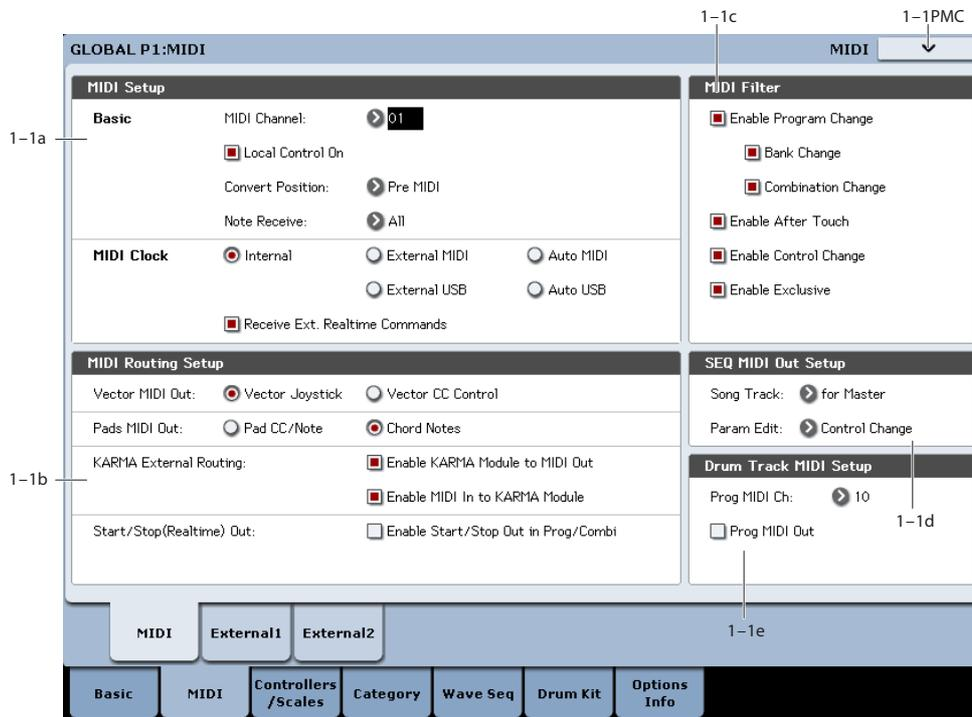 1–1c
1–1PMC
GLOBAL P1:MIDI
MIDI
MIDI Setup
Basic
MIDI Channel:
01
1–1a
Local Control On
Convert Position:
Pre MIDI
Note Receive:
All
MIDI Clock
Internal
External MIDI
Auto MIDI
External USB
Auto USB
Receive Ext. Realtime Commands
MIDI Filter
Enable Program Change
Bank Change
Combination Change
Enable After Touch
Enable Control Change
Enable Exclusive
MIDI Routing Setup
Vector MIDI Out:
Vector Joystick
Vector CC Control
Pads MIDI Out:
Pad CC/Note
Chord Notes
1–1b
KARMA External Routing:
Enable KARMA Module to MIDI Out
Enable MIDI In to KARMA Module
Start/Stop(Realtime) Out:
Enable Start/Stop Out in Prog/Combi
SEQ MIDI Out Setup
Song Track:
for Master
Param Edit:
Control Change
Drum Track MIDI Setup
Prog MIDI Ch:
10
1–1d
Prog MIDI Out
1–1e
MIDI
External1
External2
Basic
MIDI
Controllers
/Scales
Category
Wave Seq
Drum Kit
Options
Info